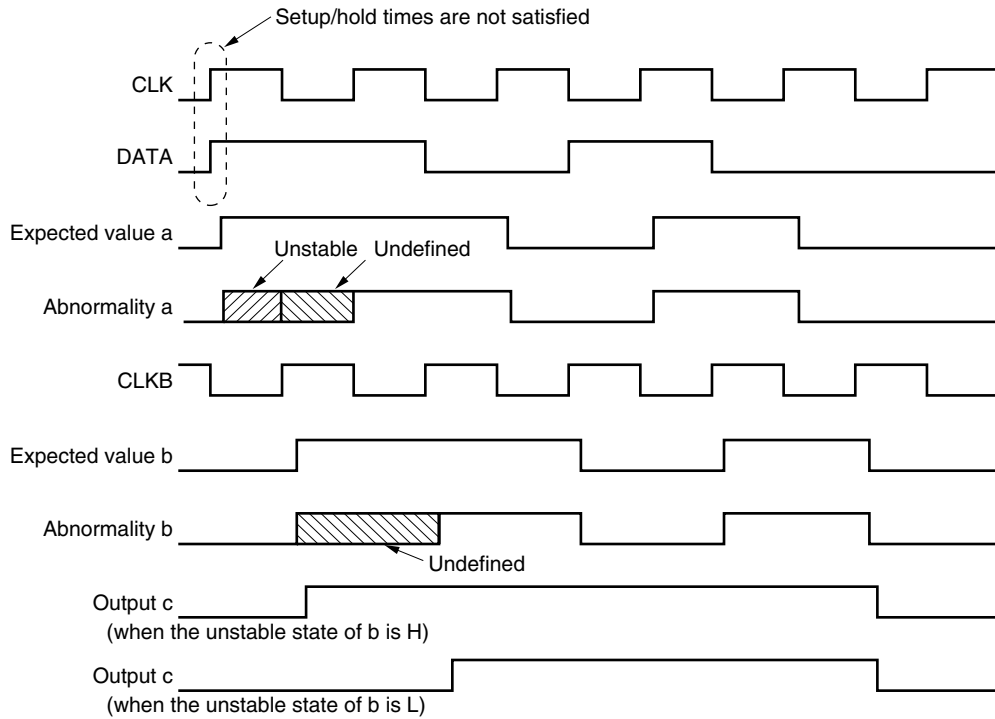 Setup/hold times are not satisfied
CLK
DATA
Expected value a
Unstable
Undefined
Abnormality a
CLKB
Expected value b
Abnormality b
Undefined
Output c
(when the unstable state of b is H)
Output c
(when the unstable state of b is L)